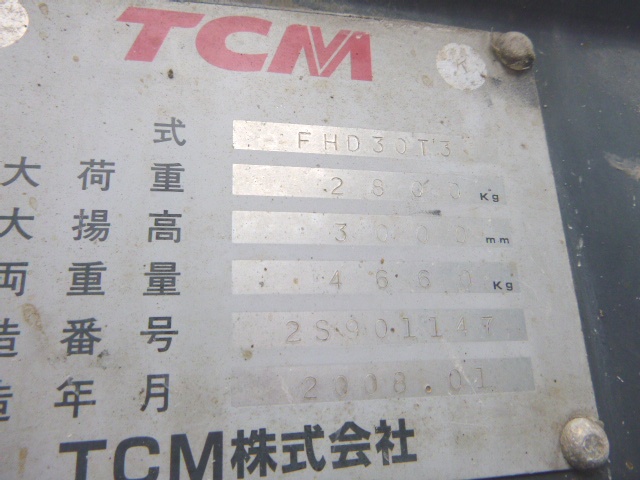 TCM
式 FHD30T3
大荷重 2800 Kg
大揚高 3000 mm
両重量 4660 Kg
造番号 2S901147
造年月 2008.01
TCM株式会社